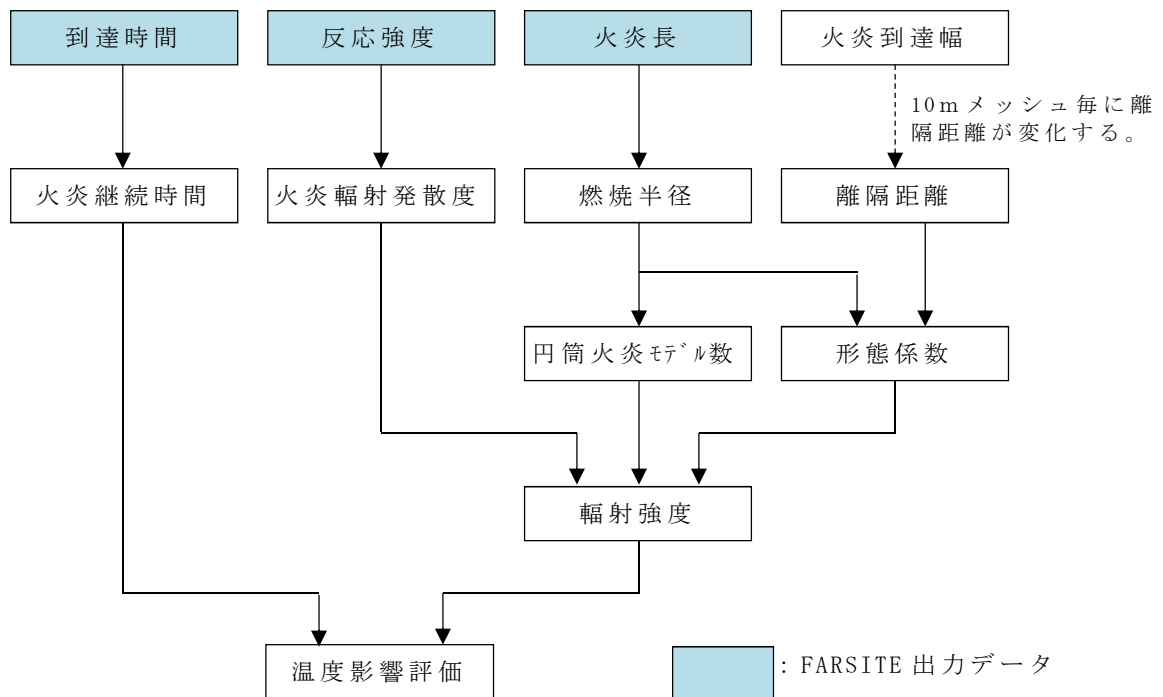 到達時間
反応強度
火炎長
火炎到達幅
10mメッシュ毎に離
隔距離が変化する。
火炎継続時間
火炎輻射発散度
燃焼半径
離隔距離
円筒火炎ﾓﾃﾞﾙ数
形態係数
輻射強度
温度影響評価
: FARSITE 出力データ